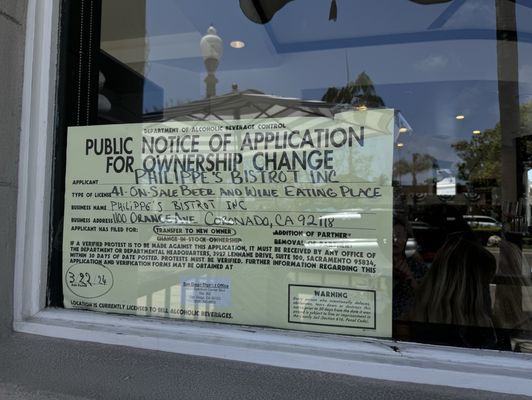 DEPARTMENT OF ALCOHOLIC BEVERAGE CONTROL
PUBLIC NOTICE OF APPLICATION
FOR OWNERSHIP CHANGE
APPLICANT PHILIPPE'S BISTROT INC
TYPE OF LICENSE 41-ON-SALE BEER AND WINE EATING PLACE
BUSINESS NAME PHILIPPE'S BISTROT INC
BUSINESS ADDRESS 1100 ORANGE AVE. CORONADO, CA 92118
APPLICANT HAS FILED FOR: TRANSFER TO NEW OWNER ADDITION OF PARTNER
CHANGE IN STOCK OWNERSHIP REMOVAL OF
IF A VERIFIED PROTEST IS TO BE MADE AGAINST THIS APPLICATION, IT MUST BE RECEIVED BY ANY OFFICE OF
THE DEPARTMENT OR DEPARTMENTAL HEADQUARTERS, 3927 LENNANE DRIVE, SUITE 100, SACRAMENTO 95834,
WITHIN 30 DAYS OF DATE POSTED. PROTESTS MUST BE VERIFIED. FURTHER INFORMATION REGARDING THIS
APPLICATION AND VERIFICATION FORMS MAY BE OBTAINED AT
3-22-24
San Diego Office
WARNING
LOCATION IS CURRENTLY LICENSED TO SELL ALCOHOLIC BEVERAGES.